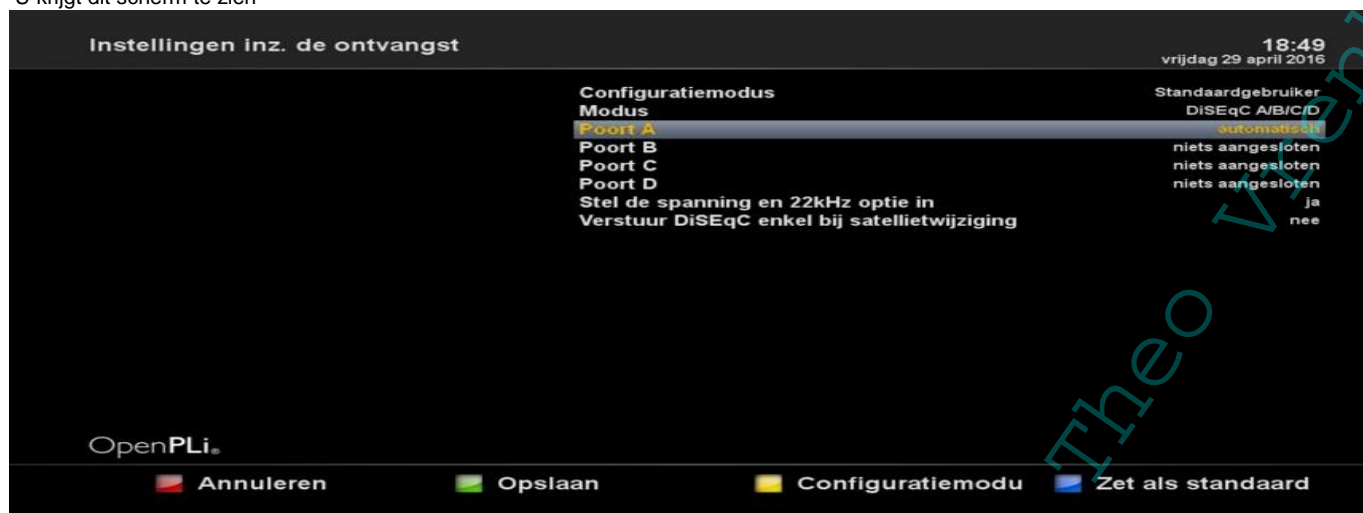 U krijgt dit scherm te zien
Instellingen inz. de ontvangst
18:49
vrijdag 29 april 2016
Configuratiemodus Standaardgebruiker
Modus DiSEqC A/B/C/D
Poort A automatisch
Poort B niets aangesloten
Poort C niets aangesloten
Poort D niets aangesloten
Stel de spanning en 22kHz optie in ja
Verstuur DiSEqC enkel bij satellietwijziging nee
OpenPLi®
Annuleren Opslaan Configuratiemodu Zet als standaard
Theo